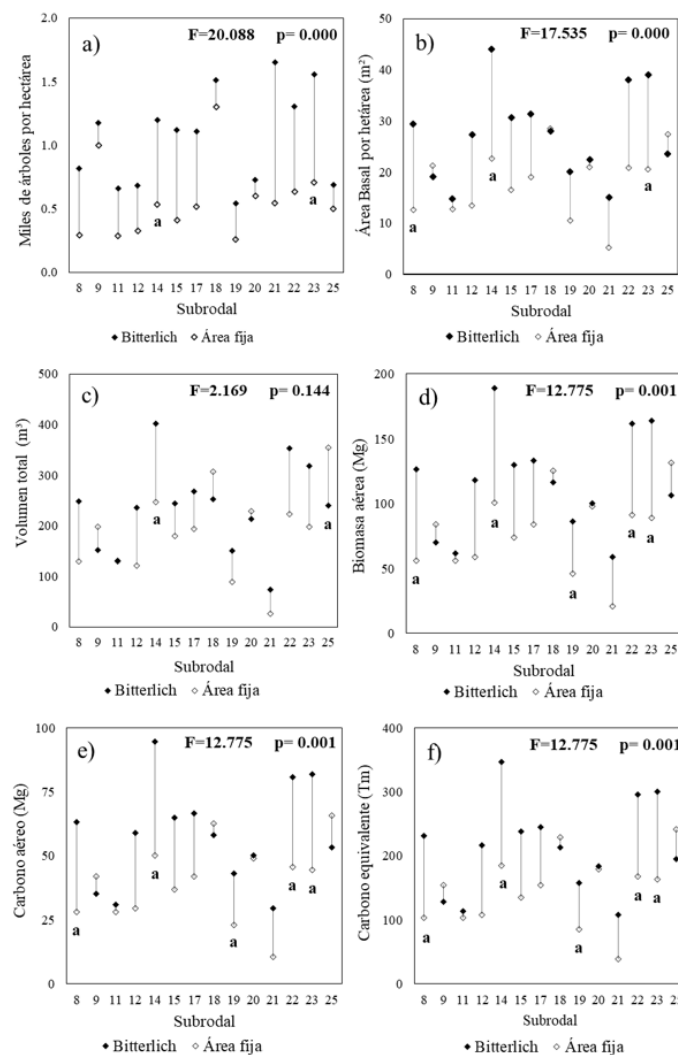 a)
F=20.088 p=0.000
Miles de árboles por hectárea
2.0
1.5
1.0
0.5
0.0
a
a
8 9 11 12 14 15 17 18 19 20 21 22 23 25
Subrodal
Bitterlich Área fija
b)
F=17.535 p=0.000
Área Basal por hetárea (m²)
50
40
30
20
10
0
a
a
a
8 9 11 12 14 15 17 18 19 20 21 22 23 25
Subrodal
Bitterlich Área fija
c)
F=2.169 p= 0.144
Volumen total (m³)
500
400
300
200
100
0
a
a
8 9 11 12 14 15 17 18 19 20 21 22 23 25
Subrodal
Bitterlich Área fija
d)
F=12.775 p= 0.001
Biomasa aérea (Mg)
200
150
100
50
0
a
a
a
a
a
8 9 11 12 14 15 17 18 19 20 21 22 23 25
Subrodal
Bitterlich Área fija
e)
F=12.775 p= 0.001
Carbono aéreo (Mg)
100
75
50
25
0
a
a
a
a
a
8 9 11 12 14 15 17 18 19 20 21 22 23 25
Subrodal
Bitterlich Área fija
f)
F=12.775 p= 0.001
Carbono equivalente (Tm)
400
300
200
100
0
a
a
a
a
a
8 9 11 12 14 15 17 18 19 20 21 22 23 25
Subrodal
Bitterlich Área fija